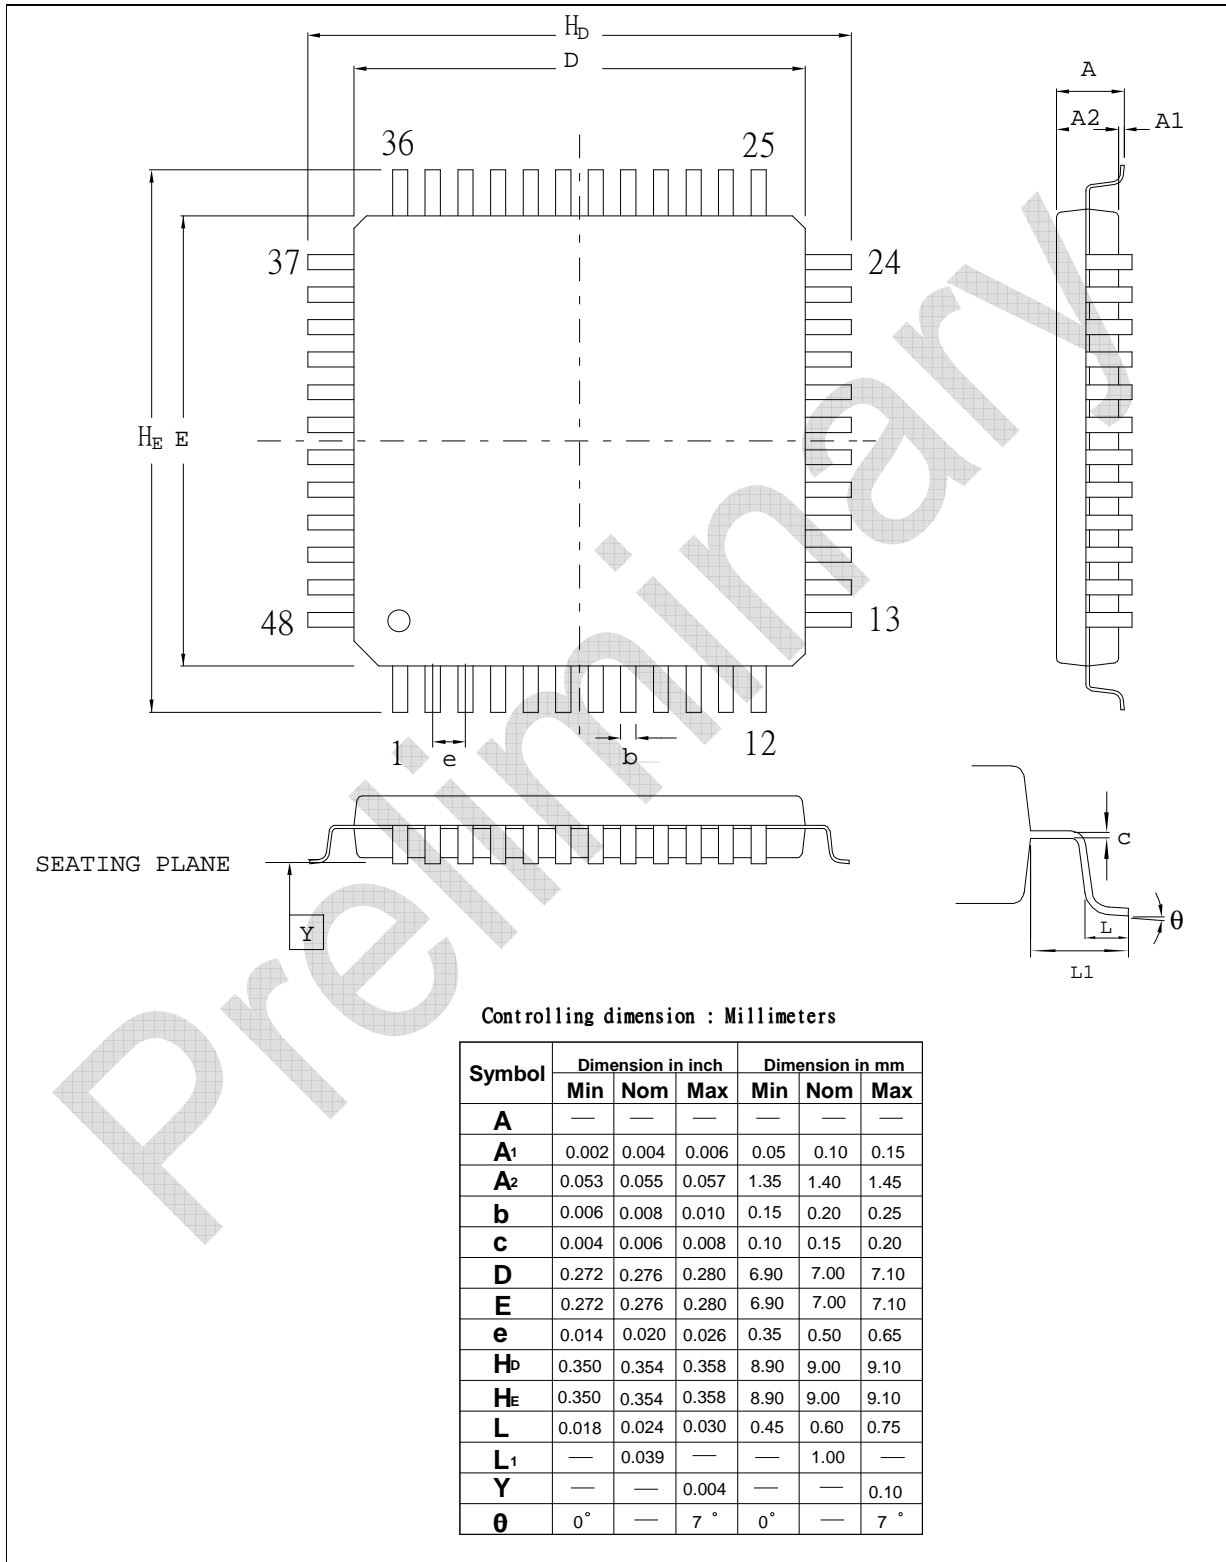 HD
D
A
A2 A1
36 25
37 24
HE E
48 13
1 e b 12
SEATING PLANE
Y
c
L θ
L1
Preliminary
Controlling dimension : Millimeters
Symbol Dimension in inch Dimension in mm
Min Nom Max Min Nom Max
A — — — — — —
A1 0.002 0.004 0.006 0.05 0.10 0.15
A2 0.053 0.055 0.057 1.35 1.40 1.45
b 0.006 0.008 0.010 0.15 0.20 0.25
c 0.004 0.006 0.008 0.10 0.15 0.20
D 0.272 0.276 0.280 6.90 7.00 7.10
E 0.272 0.276 0.280 6.90 7.00 7.10
e 0.014 0.020 0.026 0.35 0.50 0.65
HD 0.350 0.354 0.358 8.90 9.00 9.10
HE 0.350 0.354 0.358 8.90 9.00 9.10
L 0.018 0.024 0.030 0.45 0.60 0.75
L1 — 0.039 — — 1.00 —
Y — — 0.004 — — 0.10
θ 0° — 7° 0° — 7°